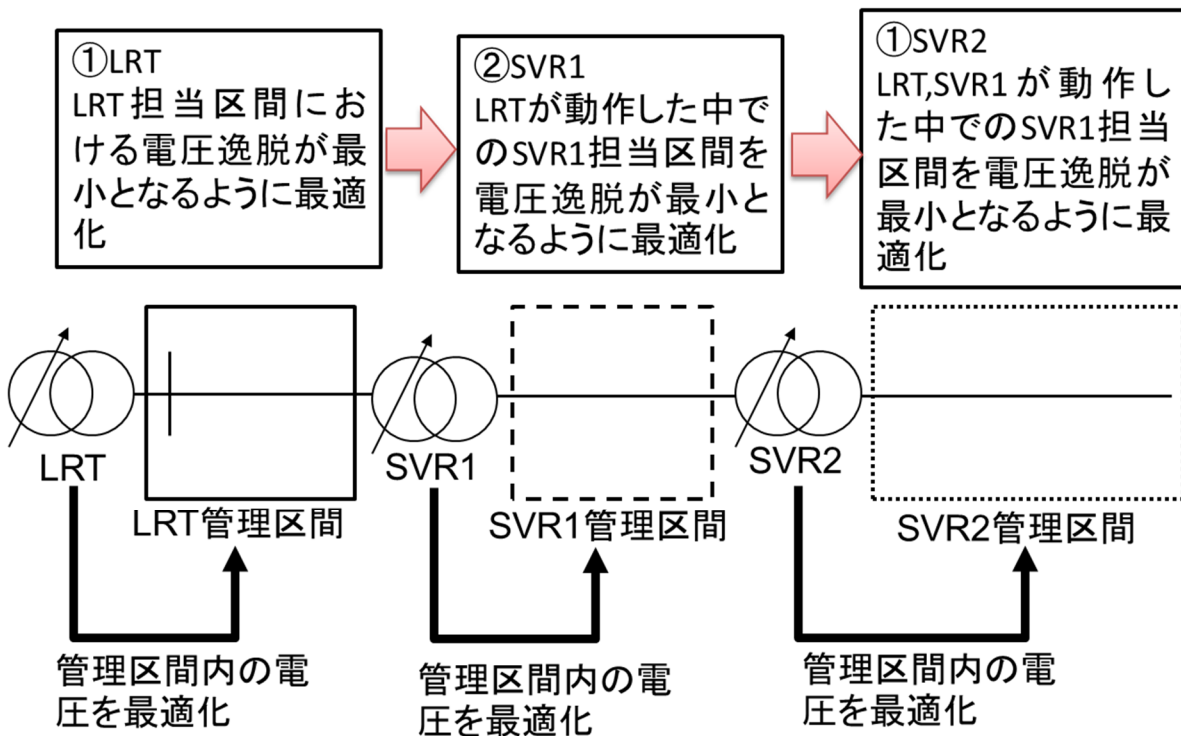 ①LRT
LRT担当区間にお
ける電圧逸脱が最
小となるように最適
化
②SVR1
LRTが動作した中で
のSVR1担当区間を
電圧逸脱が最小と
なるように最適化
①SVR2
LRT,SVR1が動作し
た中でのSVR1担当
区間を電圧逸脱が
最小となるように最
適化
LRT
SVR1
SVR2
LRT管理区間
SVR1管理区間
SVR2管理区間
管理区間内の電
圧を最適化
管理区間内の電
圧を最適化
管理区間内の電
圧を最適化